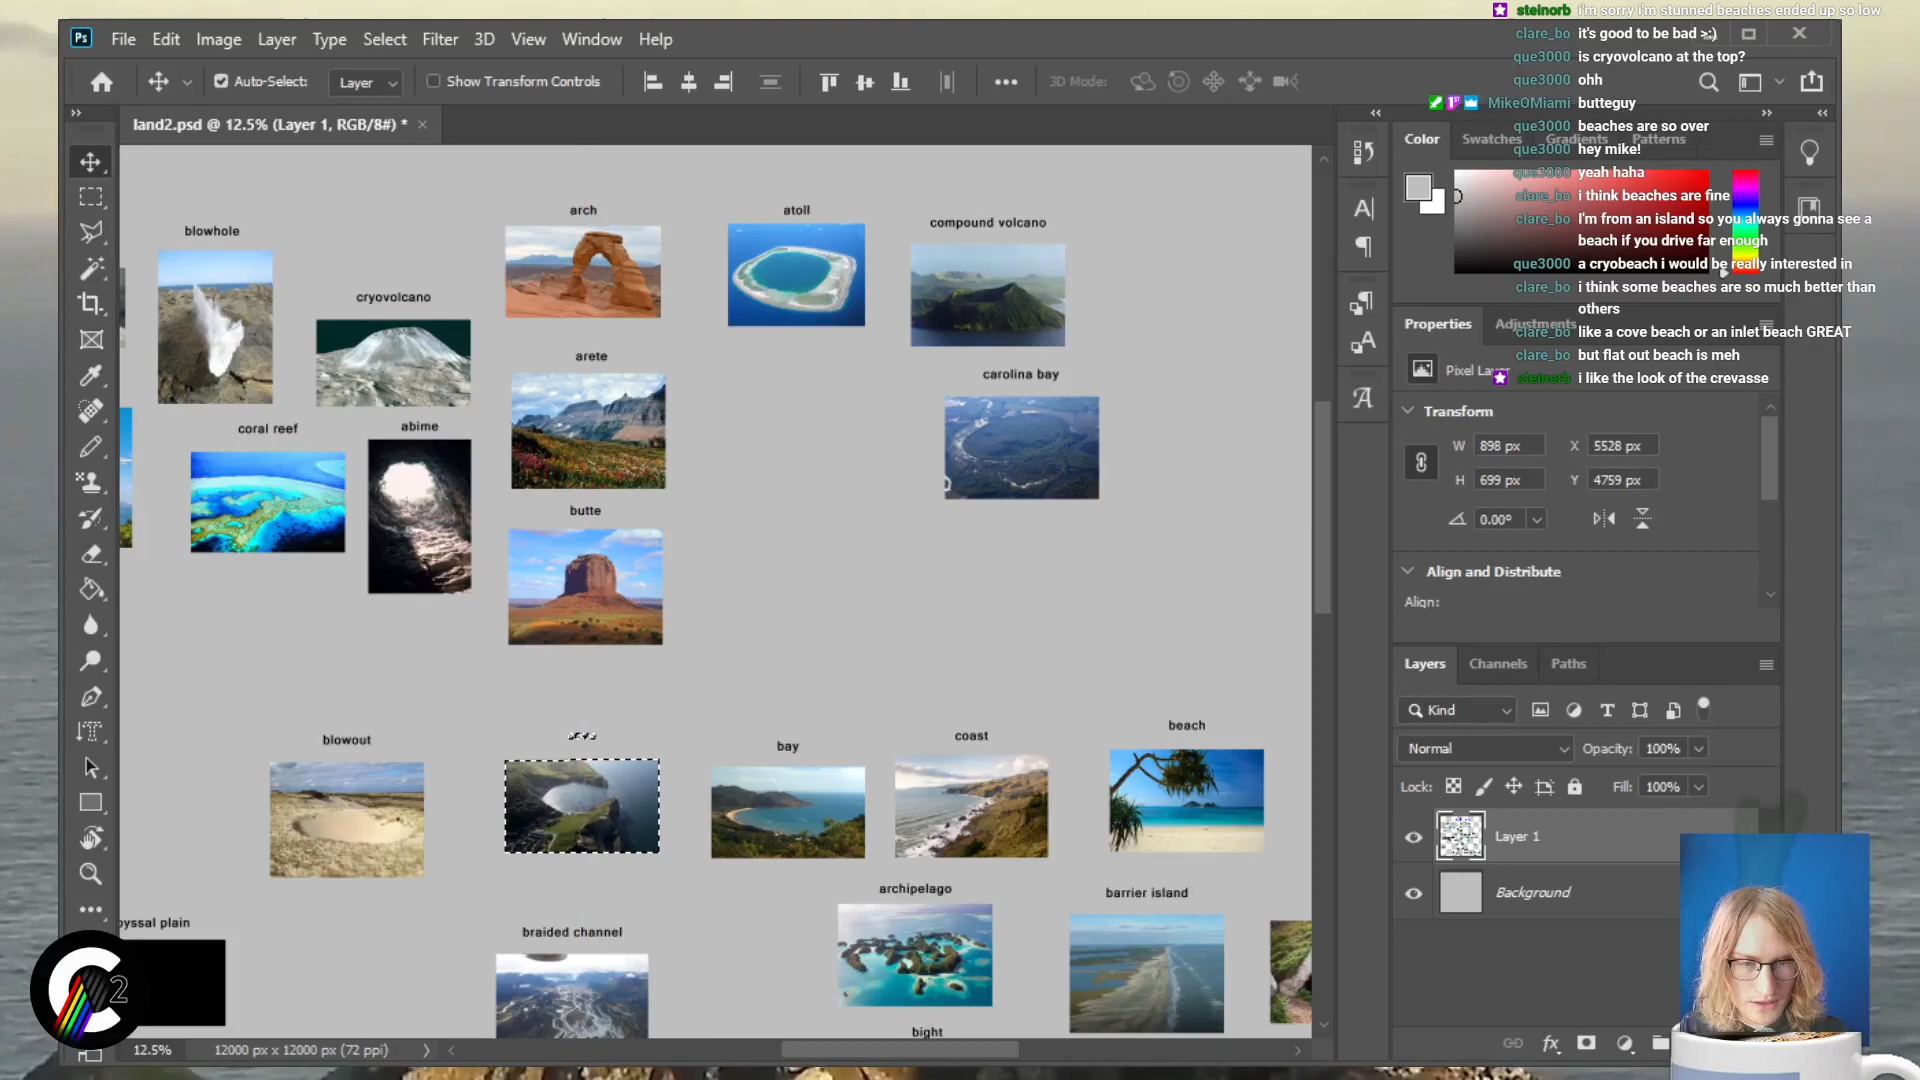 steinorb i'm sorry i'm stunned beaches ended up so low
Ps File Edit Image Layer Type Select Filter 3D View Window Help
clare_bo it's good to be bad >:)
que3000 is cryovolcano at the top?
Auto-Select: Layer Show Transform Controls 3D Mode:
que3000 ohh
MikeOMiami butteguy
land2.psd @ 12.5% (Layer 1, RGB/8#) *
que3000 beaches are so over
Color Swatches Gradients Patterns
que3000 hey mike!
que3000 yeah haha
clare_bo i think beaches are fine
clare_bo I'm from an island so you always gonna see a
beach if you drive far enough
que3000 a cryobeach i would be really interested in
clare_bo i think some beaches are so much better than
others
Properties Adjustments
clare_bo like a cove beach or an inlet beach GREAT
clare_bo but flat out beach is meh
Pixel Layer
steinorb i like the look of the crevasse
Transform
W 898 px X 5528 px
H 699 px Y 4759 px
0.00°
Align and Distribute
Align:
Layers Channels Paths
Kind
Normal Opacity: 100%
Lock: Fill: 100%
Layer 1
Background
fx
blowhole
arch
atoll
compound volcano
cryovolcano
arete
carolina bay
coral reef
abime
butte
blowout
bay
coast
beach
archipelago
barrier island
byssal plain
braided channel
bight
C2
12.5% 12000 px x 12000 px (72 ppi)